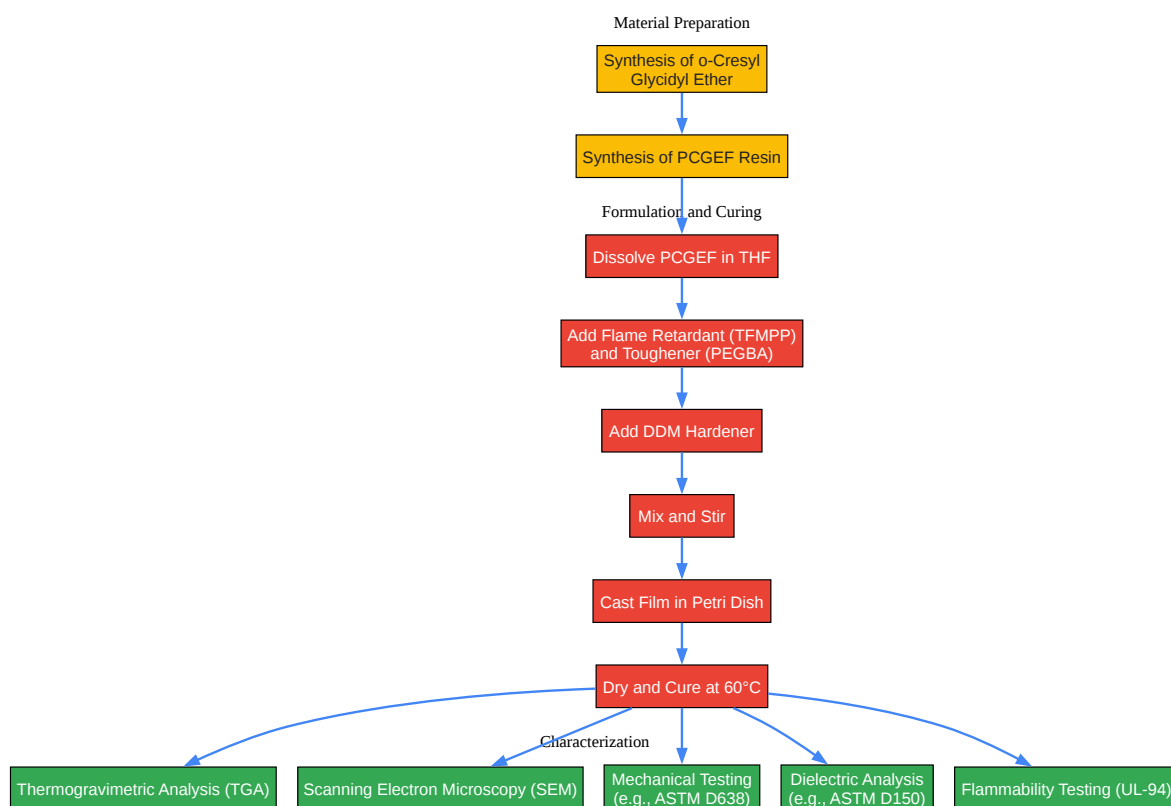 Material Preparation
Synthesis of o-Cresyl
Glycidyl Ether
Synthesis of PCGEF Resin
Formulation and Curing
Dissolve PCGEF in THF
Add Flame Retardant (TFMPP)
and Toughener (PEGBA)
Add DDM Hardener
Mix and Stir
Cast Film in Petri Dish
Dry and Cure at 60°C
Characterization
Thermogravimetric Analysis (TGA)
Scanning Electron Microscopy (SEM)
Mechanical Testing
(e.g., ASTM D638)
Dielectric Analysis
(e.g., ASTM D150)
Flammability Testing (UL-94)